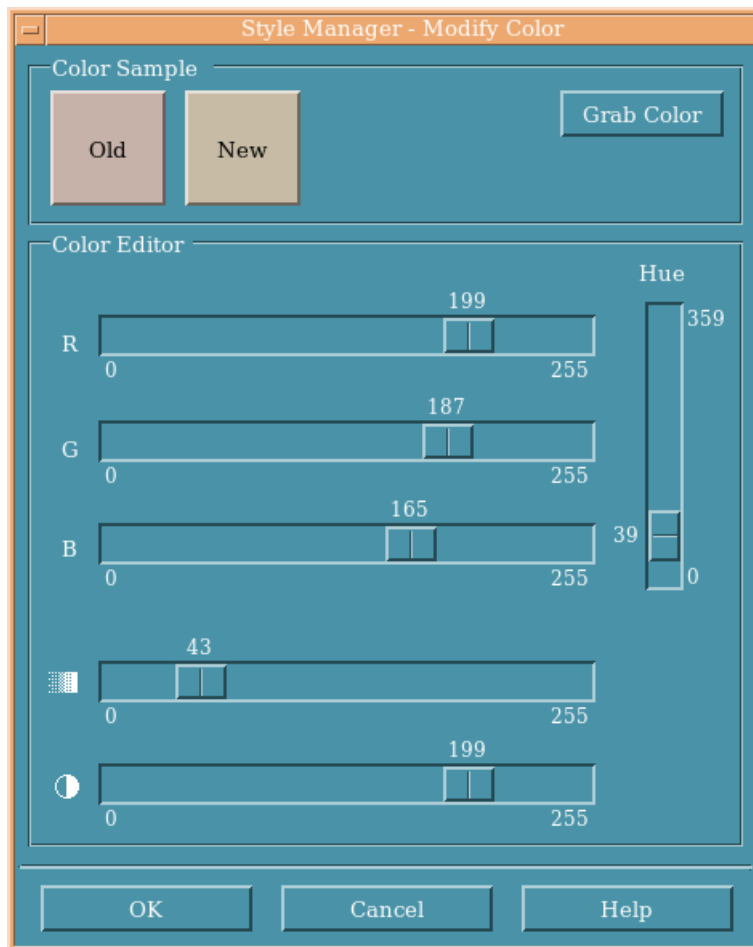 Style Manager - Modify Color
Color Sample
Old
New
Grab Color
Color Editor
Hue
199
R
0
255
359
187
G
0
255
165
B
0
255
39
0
43
0
255
199
0
255
OK
Cancel
Help